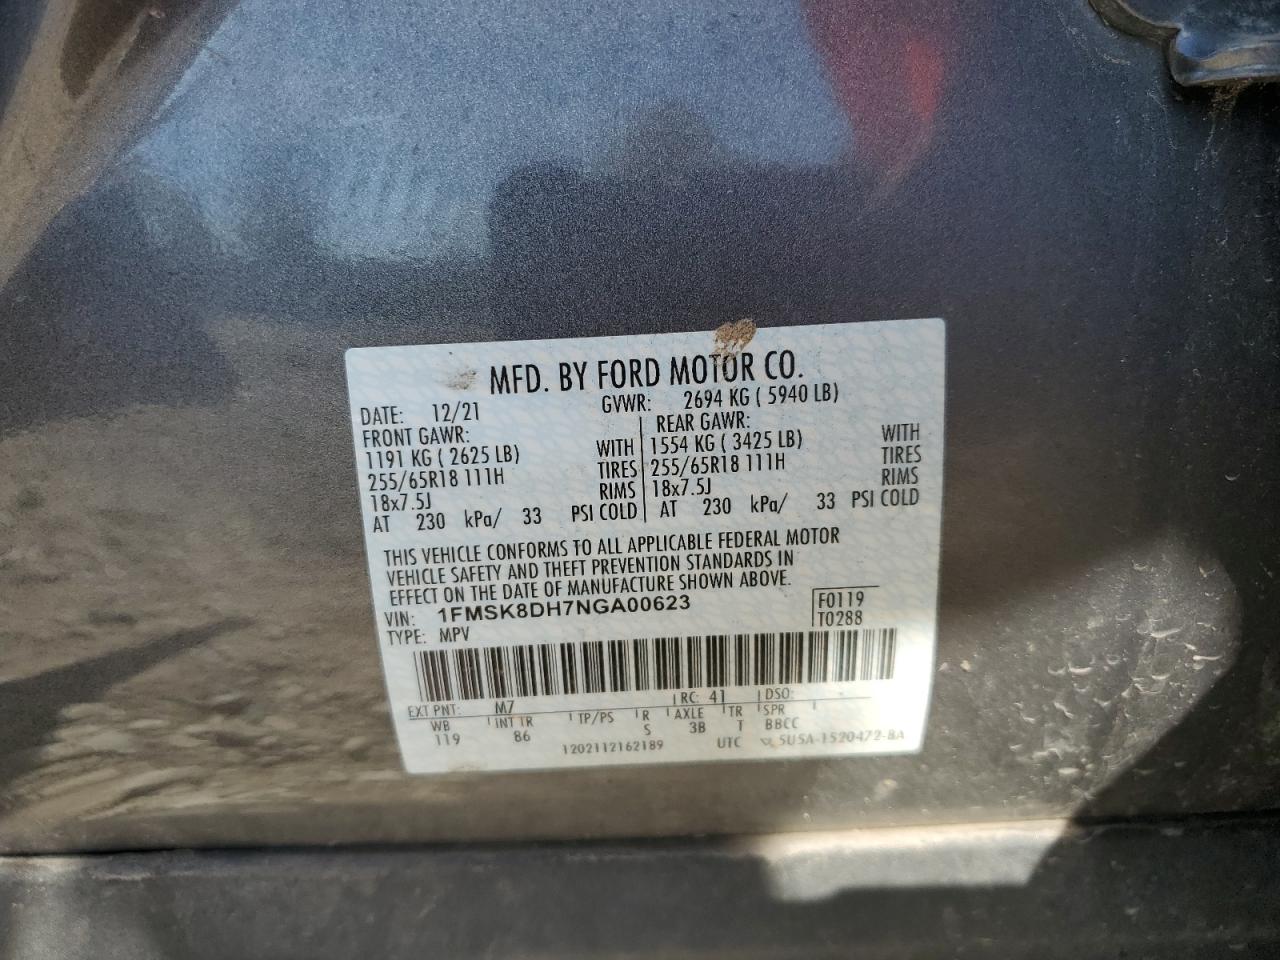 MFD. BY FORD MOTOR CO.
DATE: 12/21 GVWR: 2694 KG ( 5940 LB)
FRONT GAWR: REAR GAWR:
1191 KG ( 2625 LB) WITH 1554 KG ( 3425 LB) WITH
255/65R18 111H TIRES 255/65R18 111H TIRES
18x7.5J RIMS 18x7.5J RIMS
AT 230 kPa/ 33 PSI COLD AT 230 kPa/ 33 PSI COLD
THIS VEHICLE CONFORMS TO ALL APPLICABLE FEDERAL MOTOR
VEHICLE SAFETY AND THEFT PREVENTION STANDARDS IN
EFFECT ON THE DATE OF MANUFACTURE SHOWN ABOVE.
VIN: 1FMSK8DH7NGA00623 F0119
TYPE: MPV T0288
EXT PNT: M7 RC: 41 DSO:
WB INT TR TP/PS R AXLE TR SPR
119 86 S 3B T BBCC
1202112162189 UTC 5U5A-1520472-BA